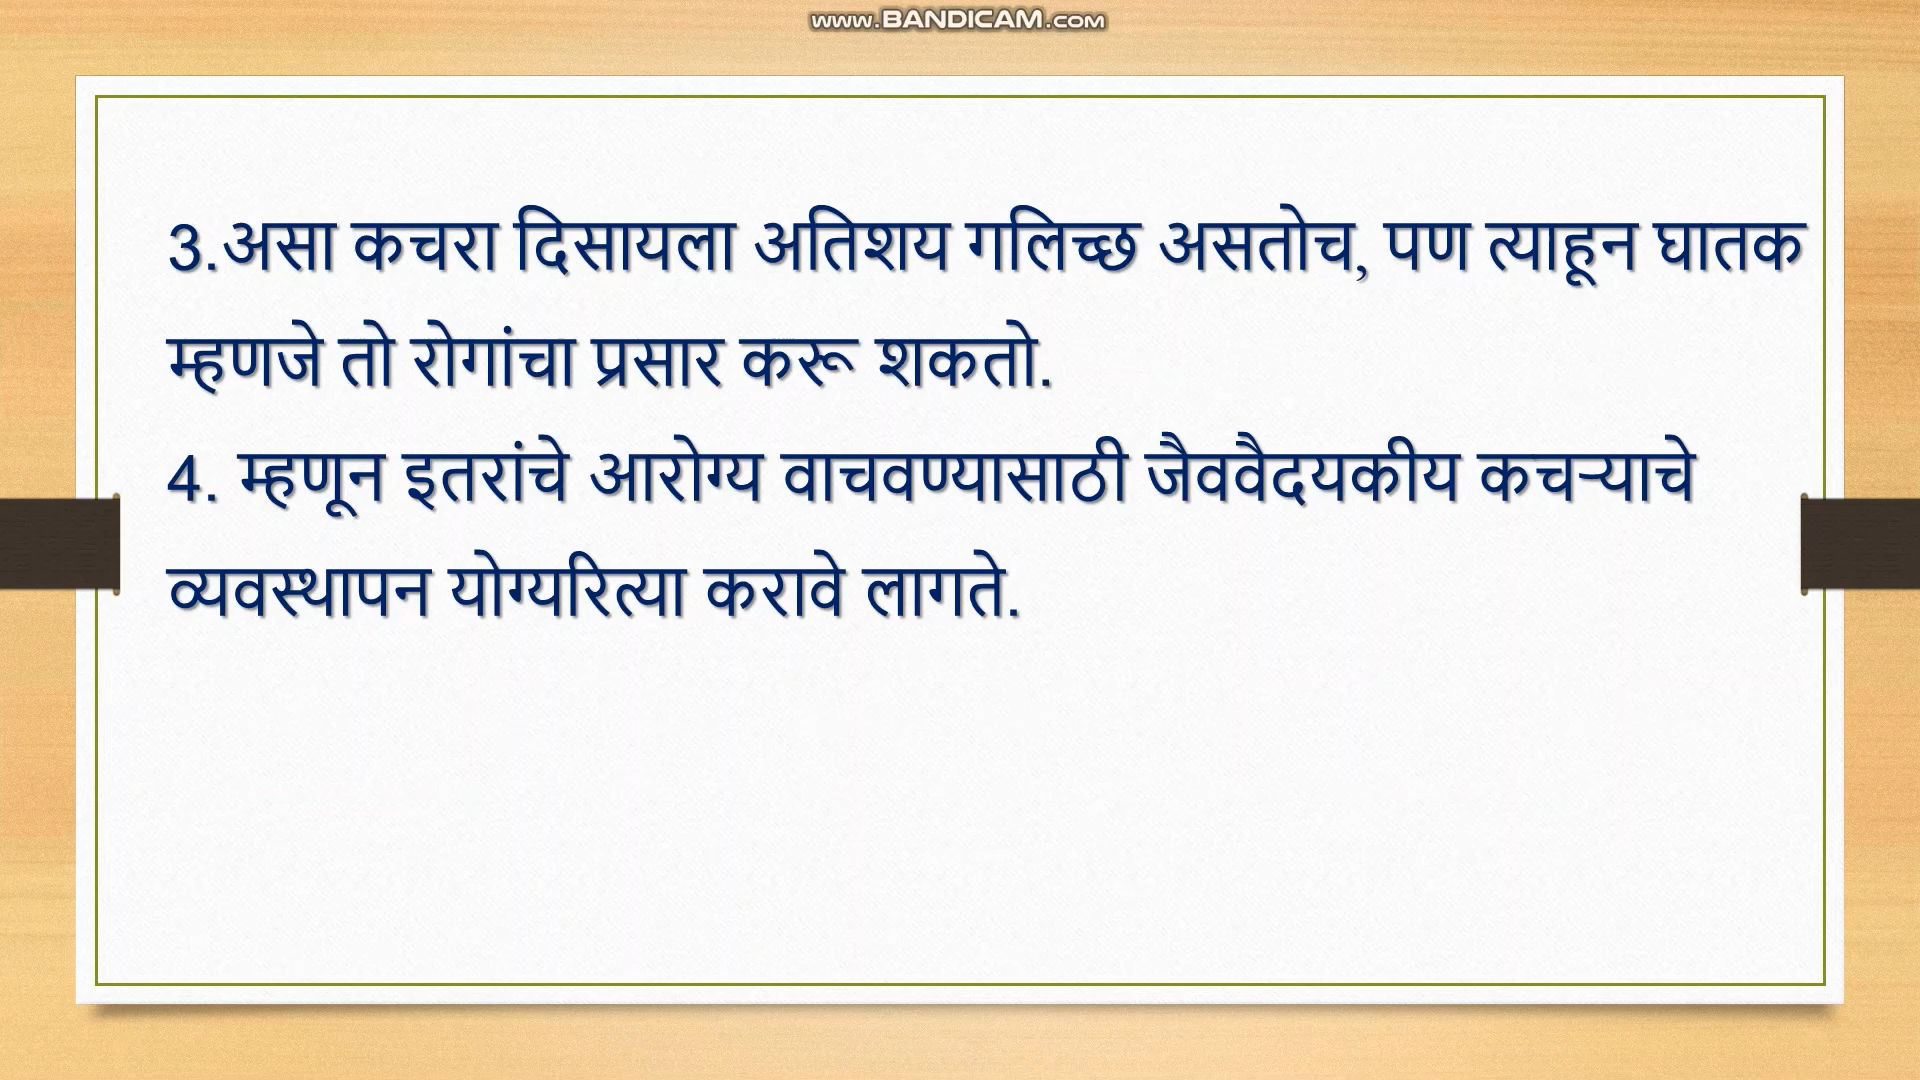 www.BANDICAM.com
3.असा कचरा दिसायला अतिशय गलिच्छ असतोच, पण त्याहून घातक
म्हणजे तो रोगांचा प्रसार करू शकतो.
4. म्हणून इतरांचे आरोग्य वाचवण्यासाठी जैववैदयकीय कचऱ्याचे
व्यवस्थापन योग्यरित्या करावे लागते.